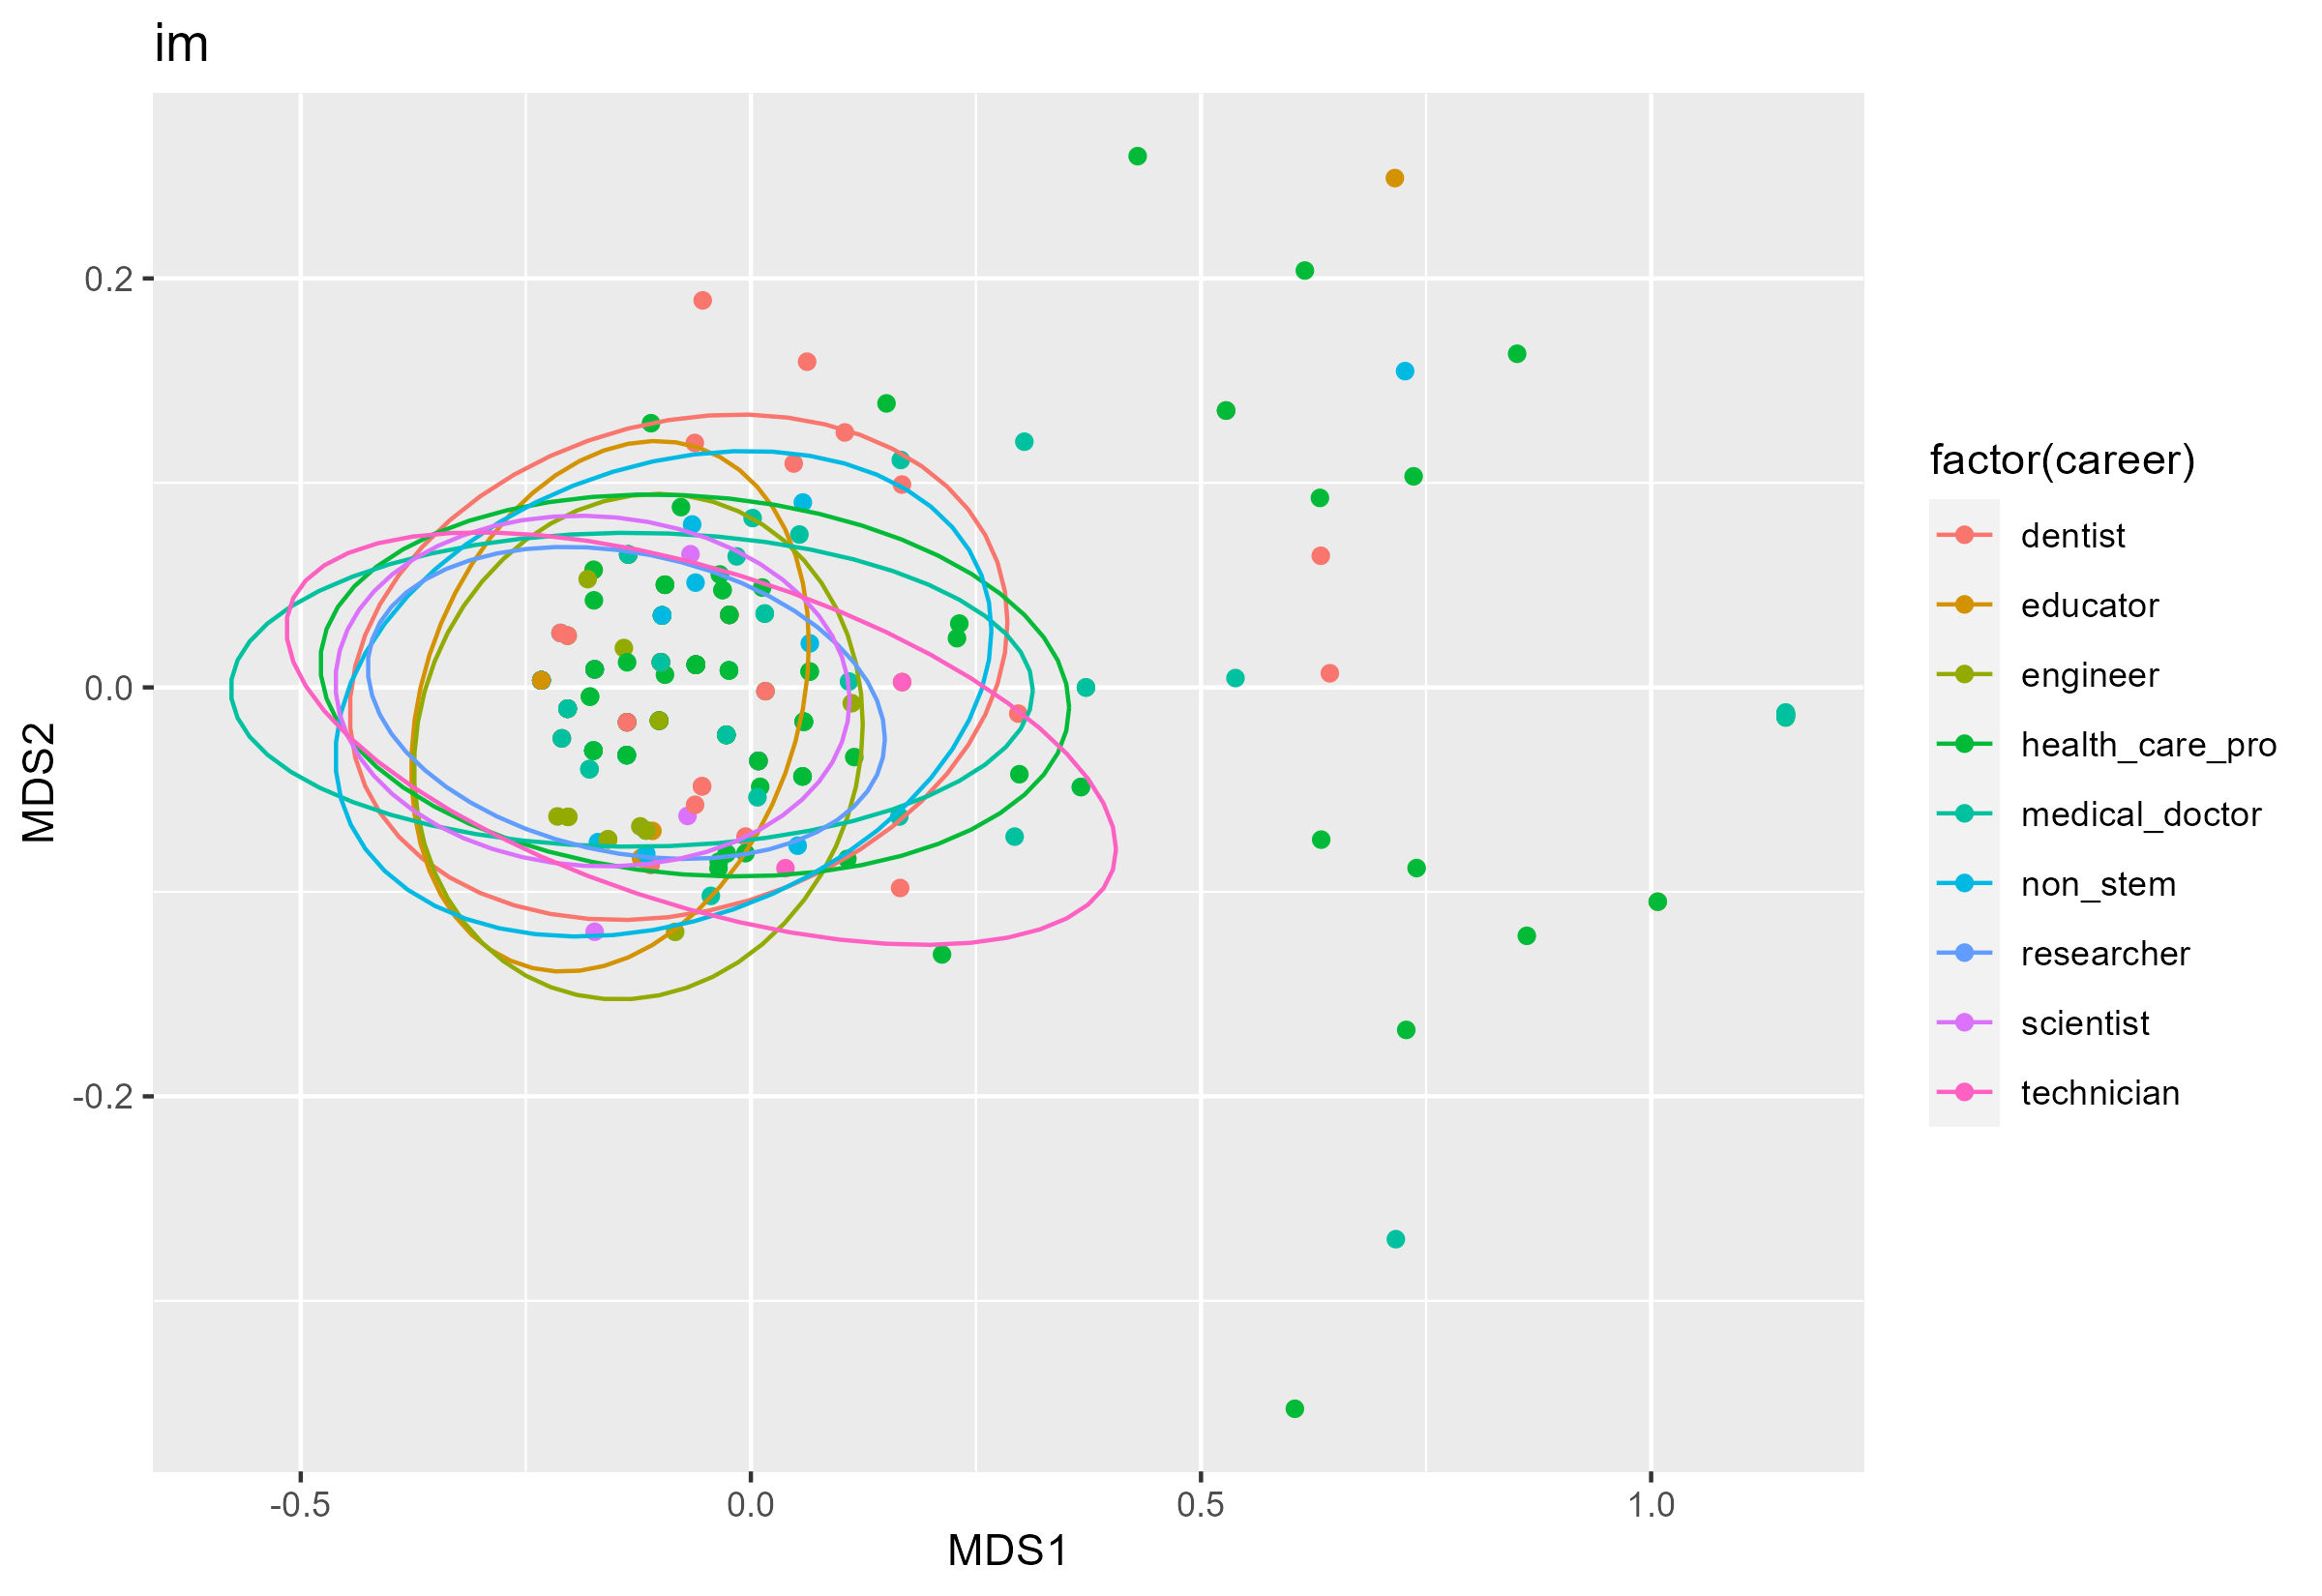 im
0.2
0.0
-0.2
MDS2
-0.5
0.0
0.5
1.0
MDS1
factor(career)
dentist
educator
engineer
health_care_pro
medical_doctor
non_stem
researcher
scientist
technician